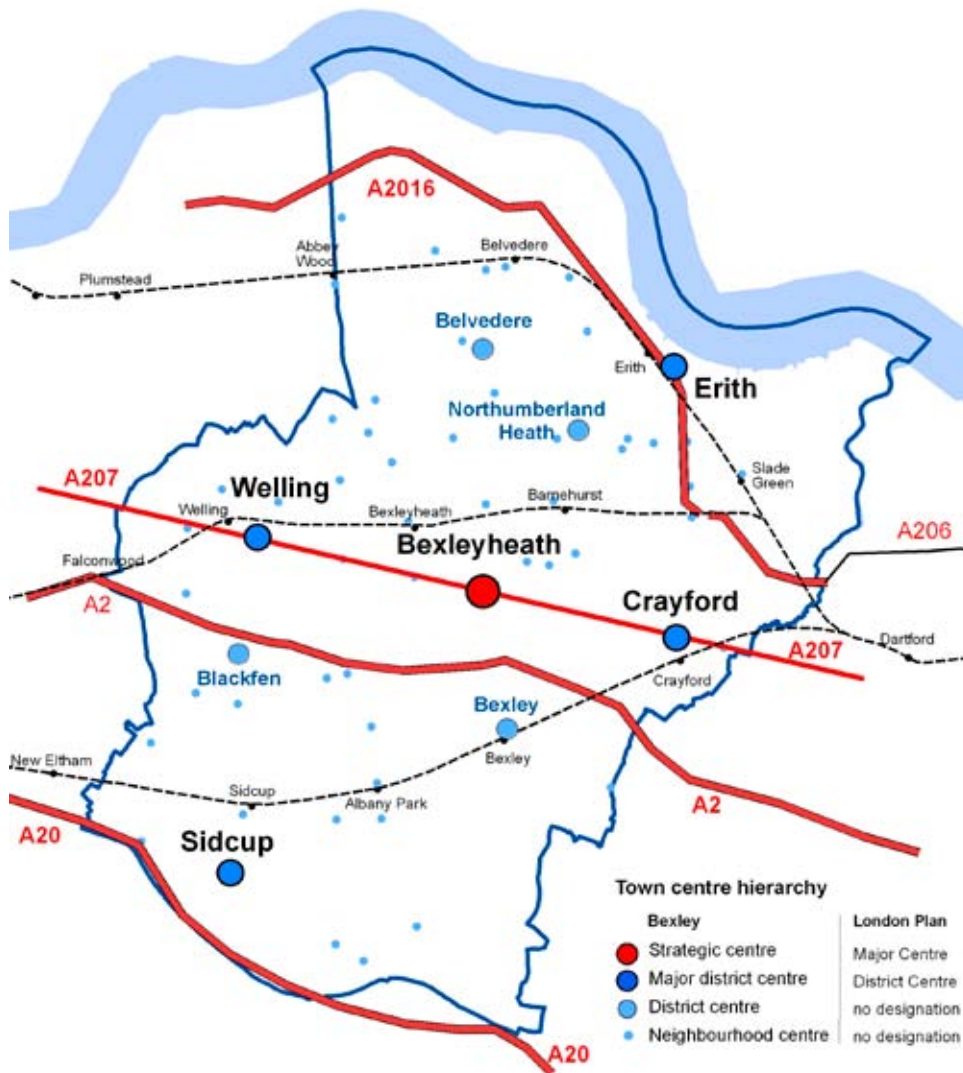 A2016
Abbey
Wood
Belvedere
Plumstead
Belvedere
Erith
Erith
Northumberland
Heath
A207
Welling
Slade
Green
Welling
Bexleyheath
Barnehurst
A206
Bexleyheath
Falconwood
A2
Crayford
A207
Dartford
Crayford
Blackfen
Bexley
Bexley
New Eltham
Sidcup
Albany Park
A2
A20
Sidcup
Town centre hierarchy
Bexley London Plan
Strategic centre Major Centre
Major district centre District Centre
District centre no designation
Neighbourhood centre no designation
A20